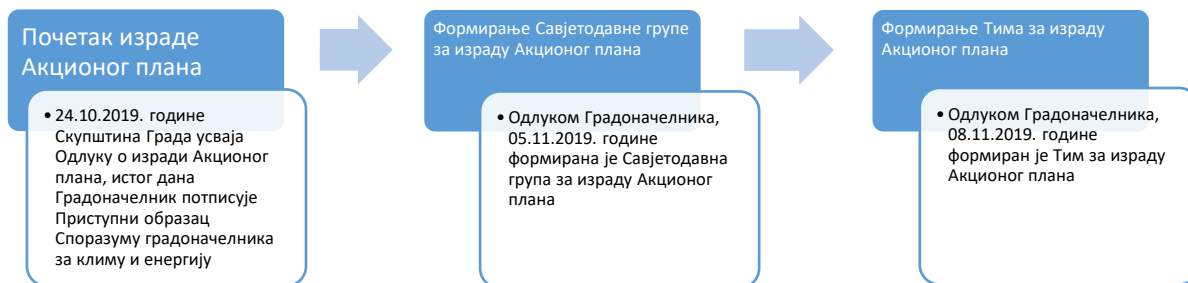 Почетак израде
Акционог плана
• 24.10.2019. године
Скупштина Града усваја
Одлуку о изради Акционог
плана, истог дана
Градоначелник потписује
Приступни образац
Споразуму градоначелника
за климу и енергију
Формирање Савјетодавне групе
за израду Акционог плана
• Одлуком Градоначелника,
05.11.2019. године
формирана је Савјетодавна
група за израду Акционог
плана
Формирање Тима за израду
Акционог плана
• Одлуком Градоначелника,
08.11.2019. године
формиран је Тим за израду
Акционог плана